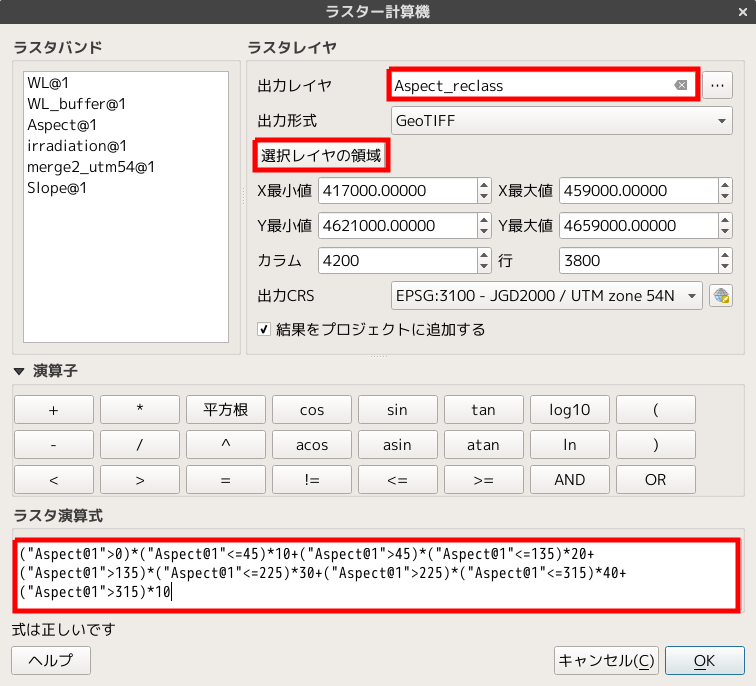 ラスター計算機
ラスタバンド
WL@1
WL_buffer@1
Aspect@1
irradiation@1
merge2_utm54@1
Slope@1
ラスタレイヤ
出力レイヤ Aspect_reclass ...
出力形式 GeoTIFF
選択レイヤの領域
X最小値 417000.00000 X最大値 459000.00000
Y最小値 4621000.00000 Y最大値 4659000.00000
カラム 4200 行 3800
出力CRS EPSG:3100 - JGD2000 / UTM zone 54N
結果をプロジェクトに追加する
演算子
+ * 平方根 cos sin tan log10 (
- / ^ acos asin atan ln )
< > = != <= >= AND OR
ラスタ演算式
("Aspect@1">0)*("Aspect@1"<=45)*10+("Aspect@1">45)*("Aspect@1"<=135)*20+
("Aspect@1">135)*("Aspect@1"<=225)*30+("Aspect@1">225)*("Aspect@1"<=315)*40+
("Aspect@1">315)*10
式は正しいです
ヘルプ キャンセル(C) OK